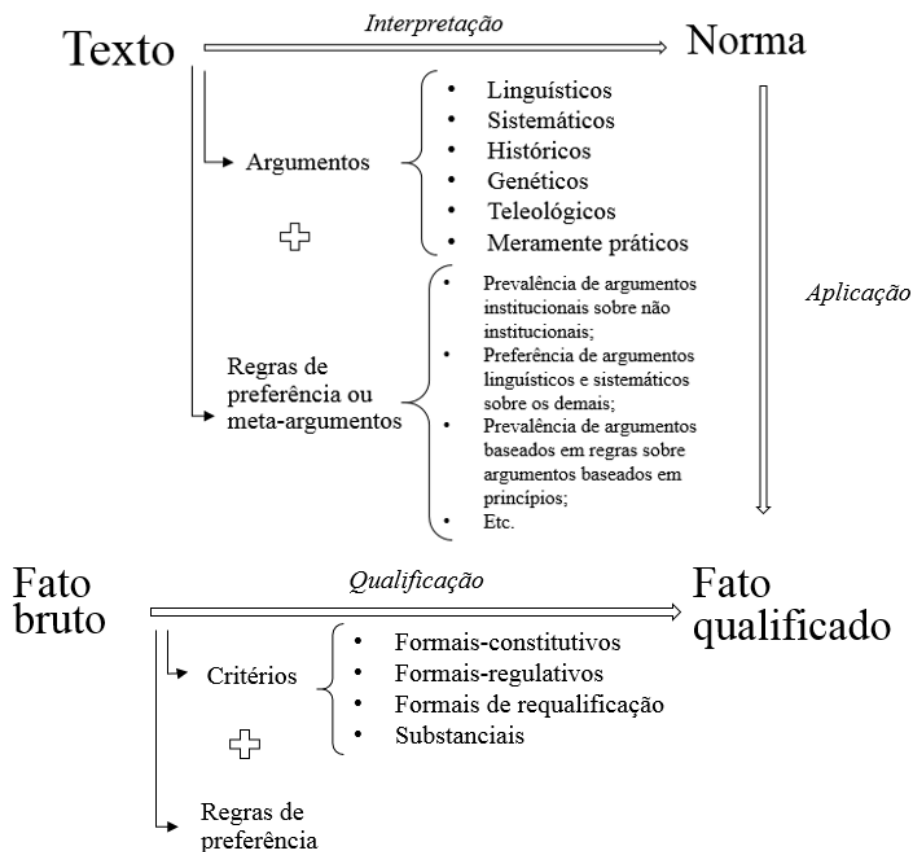 Interpretação
Texto
Norma
Argumentos
• Linguísticos
• Sistemáticos
• Históricos
• Genéticos
• Teleológicos
• Meramente práticos
Regras de
preferência ou
meta-argumentos
• Prevalência de argumentos
institucionais sobre não
institucionais;
• Preferência de argumentos
linguísticos e sistemáticos
sobre os demais;
• Prevalência de argumentos
baseados em regras sobre
argumentos baseados em
princípios;
• Etc.
Aplicação
Fato
bruto
Qualificação
Fato
qualificado
Critérios
• Formais-constitutivos
• Formais-regulativos
• Formais de requalificação
• Substanciais
Regras de
preferência